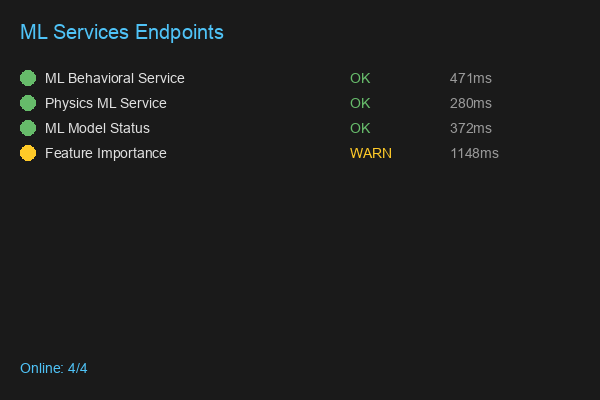 ML Services Endpoints
ML Behavioral Service OK 471ms
Physics ML Service OK 280ms
ML Model Status OK 372ms
Feature Importance WARN 1148ms
Online: 4/4